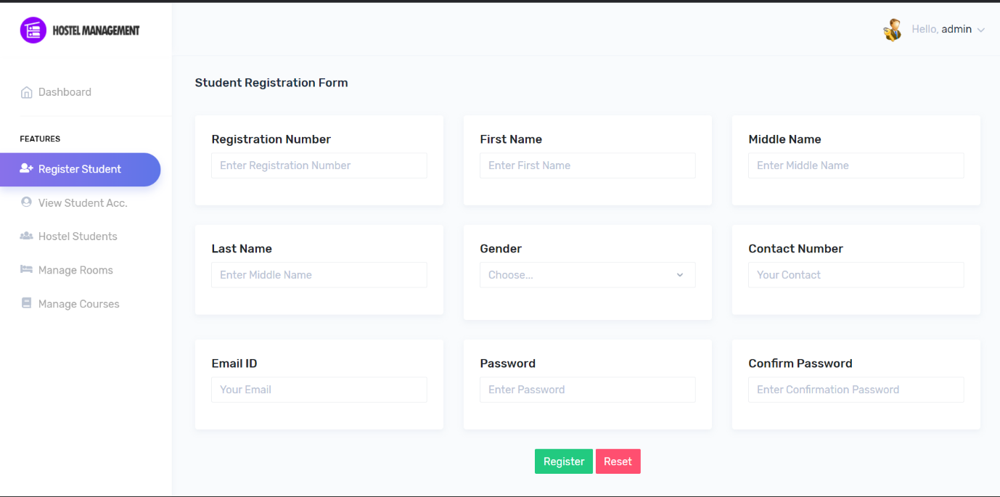 HOSTEL MANAGEMENT
Hello, admin
Dashboard
FEATURES
Register Student
View Student Acc.
Hostel Students
Manage Rooms
Manage Courses
Student Registration Form
Registration Number
Enter Registration Number
First Name
Enter First Name
Middle Name
Enter Middle Name
Last Name
Enter Middle Name
Gender
Choose...
Contact Number
Your Contact
Email ID
Your Email
Password
Enter Password
Confirm Password
Enter Confirmation Password
Register
Reset